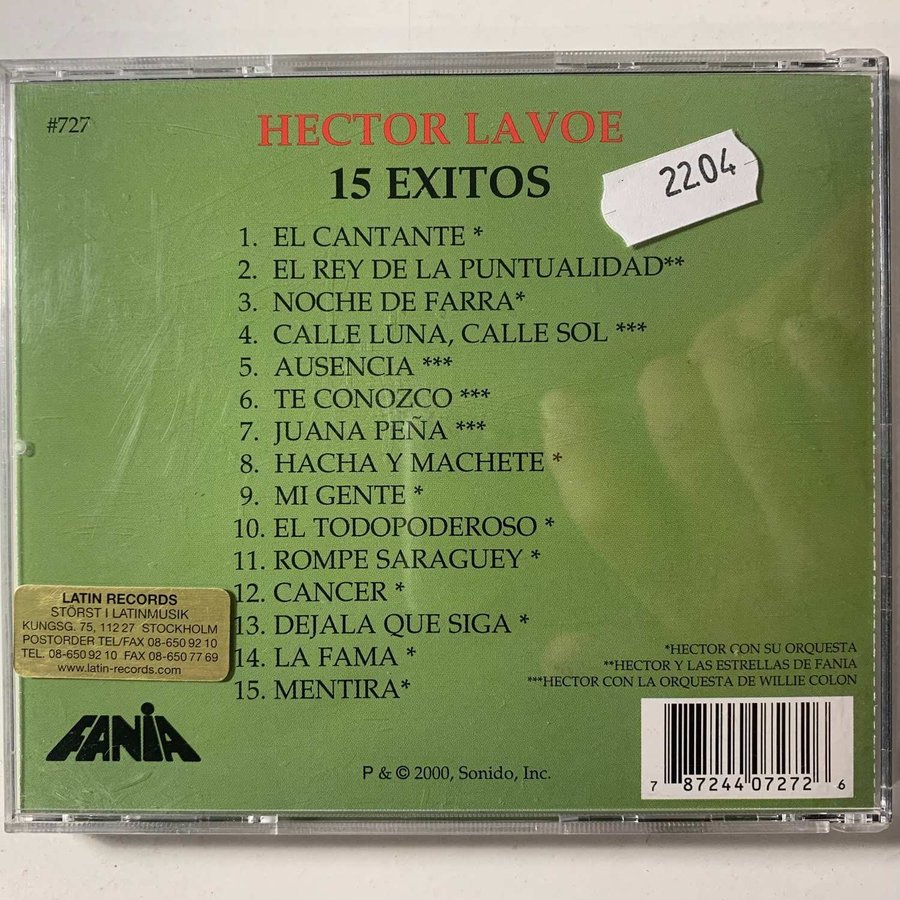 #727
HECTOR LAVOE
15 EXITOS
2204
1. EL CANTANTE *
2. EL REY DE LA PUNTUALIDAD**
3. NOCHE DE FARRA*
4. CALLE LUNA, CALLE SOL ***
5. AUSENCIA ***
6. TE CONOZCO ***
7. JUANA PEÑA ***
8. HACHA Y MACHETE *
9. MI GENTE *
10. EL TODOPODEROSO *
11. ROMPE SARAGUEY *
12. CANCER *
13. DEJALA QUE SIGA *
14. LA FAMA *
15. MENTIRA*
LATIN RECORDS
STÖRST I LATINMUSIK
KUNGSG. 75, 112 27 STOCKHOLM
POSTORDER TEL/FAX 08-650 92 10
TEL. 08-650 92 10 FAX 08-650 77 69
www.latin-records.com
*HECTOR CON SU ORQUESTA
**HECTOR Y LAS ESTRELLAS DE FANIA
***HECTOR CON LA ORQUESTA DE WILLIE COLON
FANIA
P & © 2000, Sonido, Inc.
7 87244 07272 6